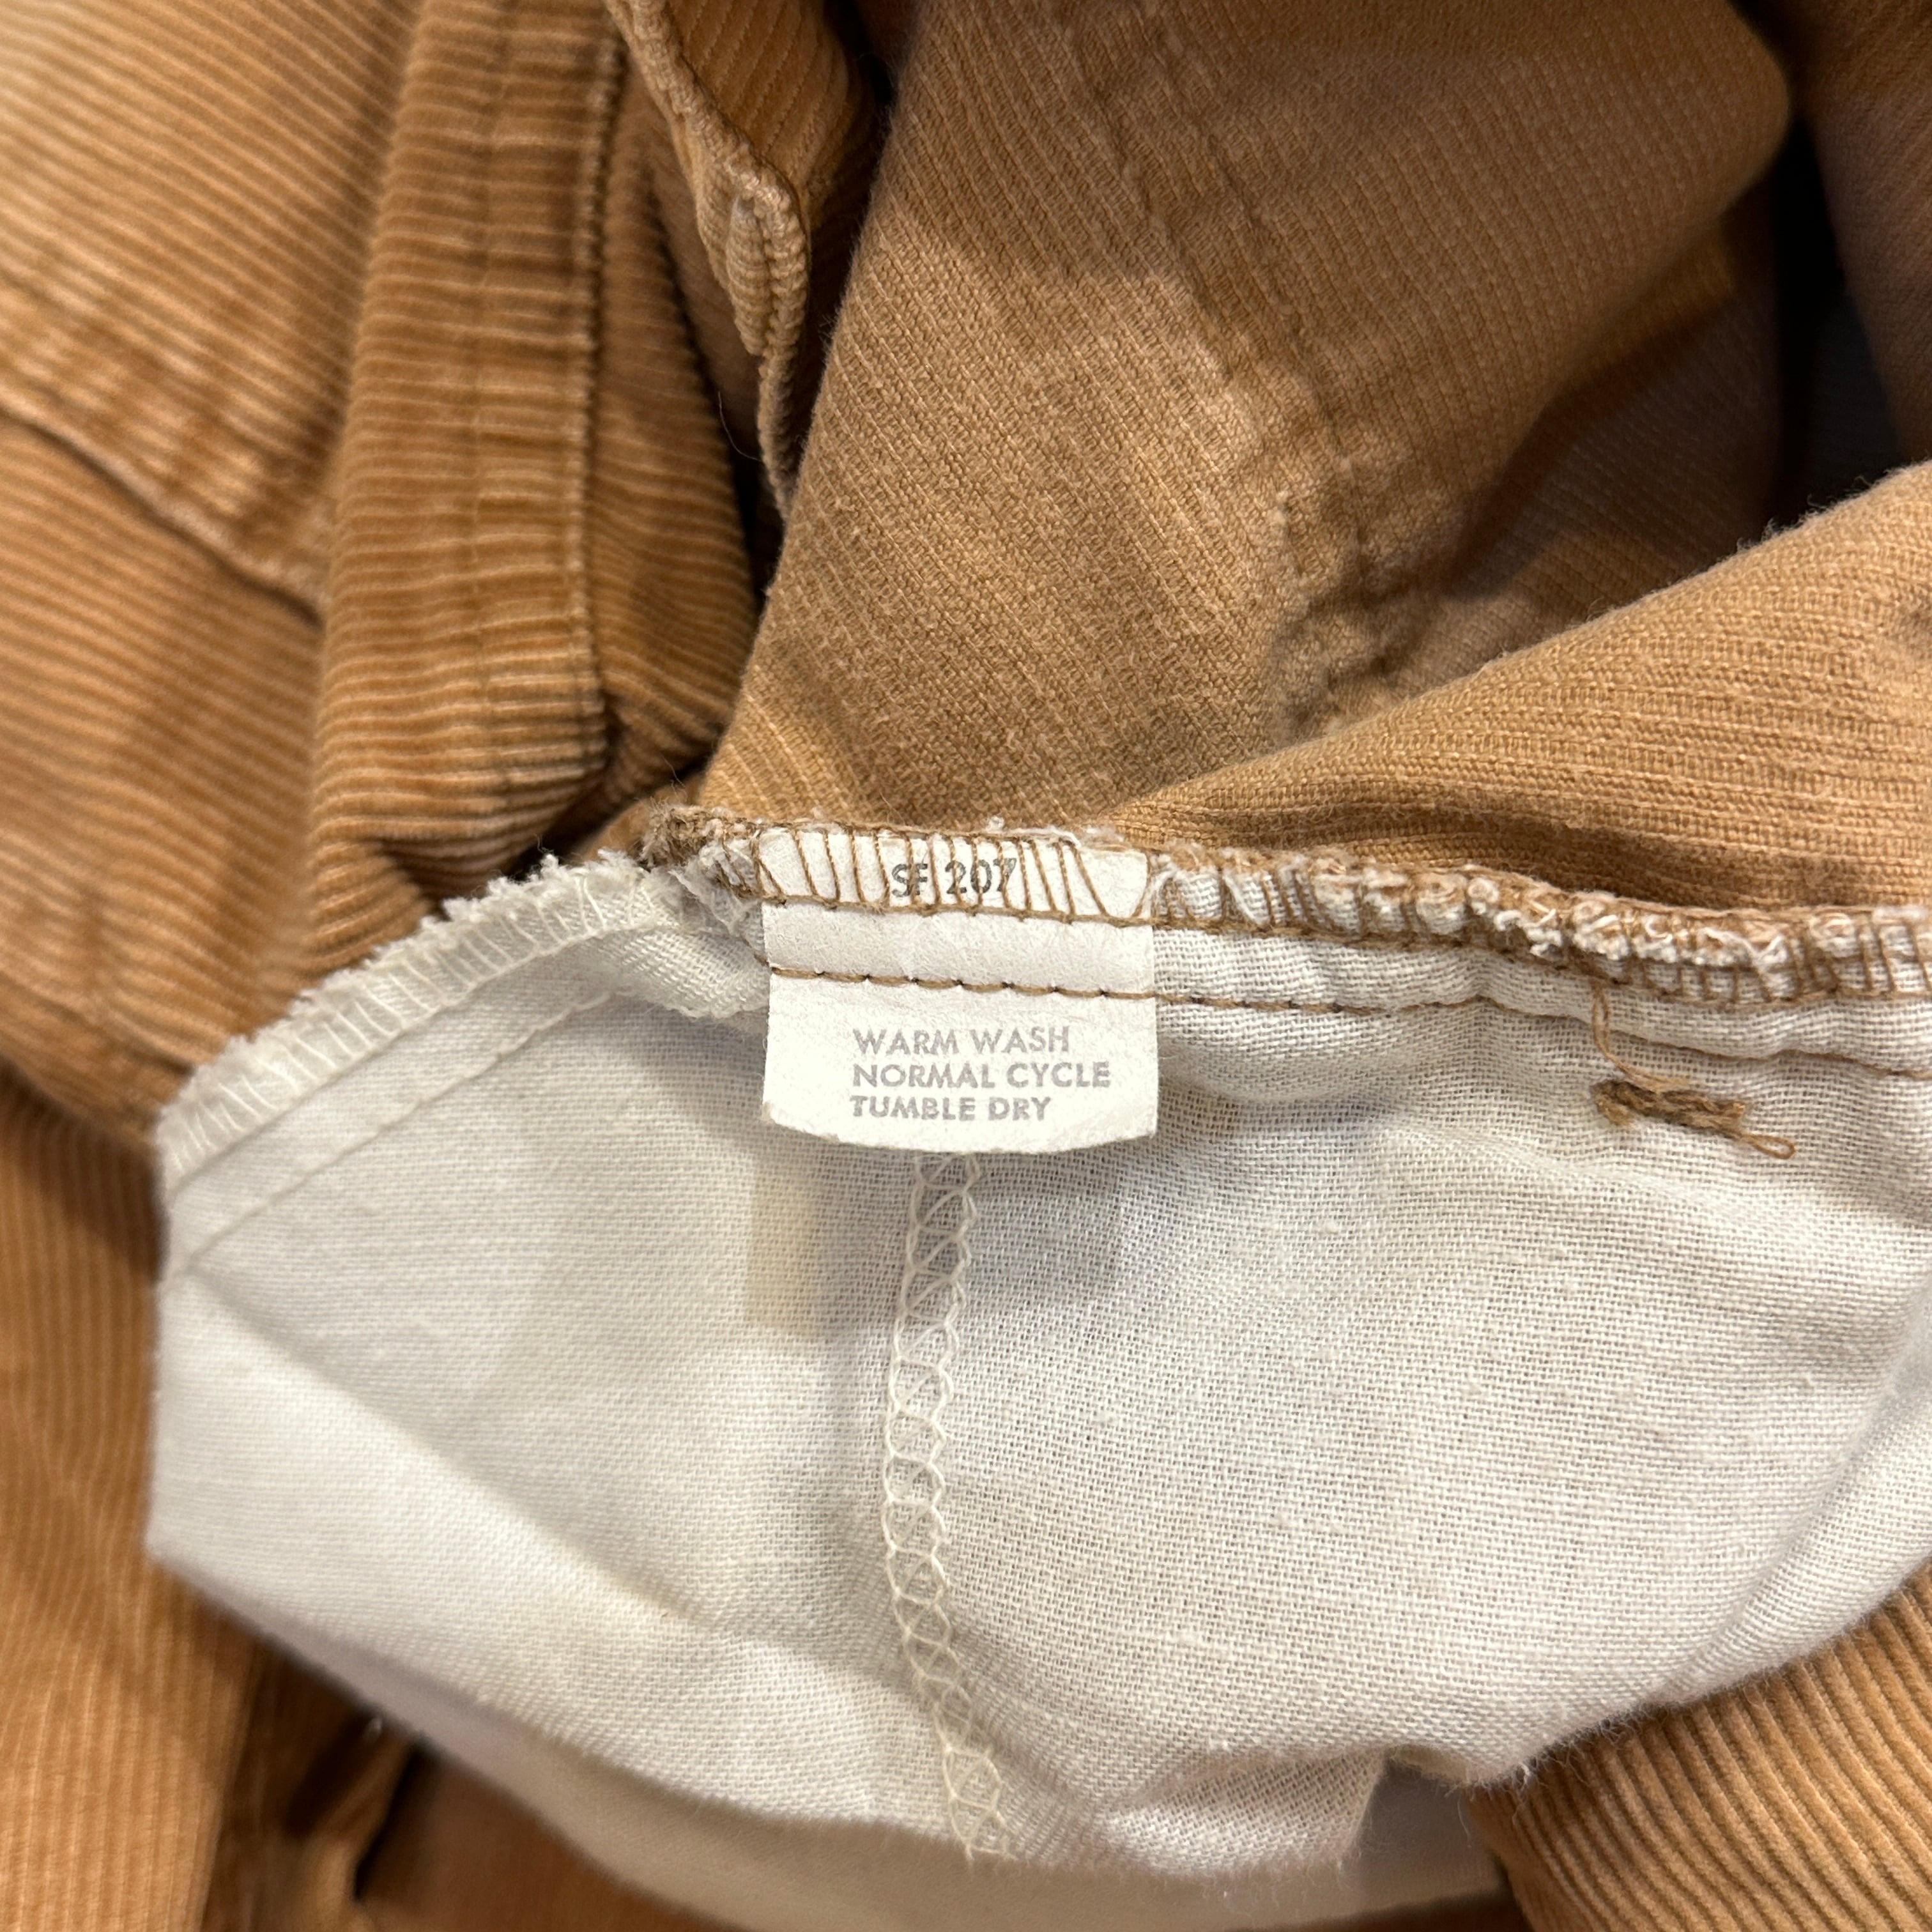 SF 207
WARM WASH
NORMAL CYCLE
TUMBLE DRY